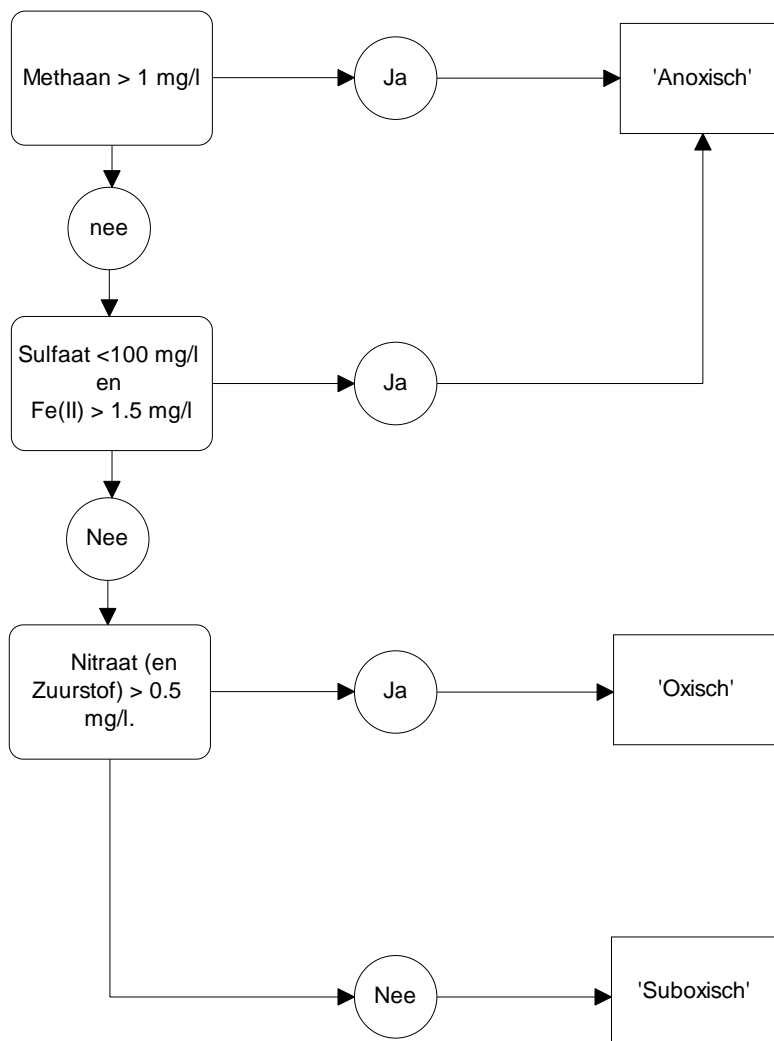 Methaan > 1 mg/l
Ja
'Anoxisch'
nee
Sulfaat <100 mg/l
en
Fe(II) > 1.5 mg/l
Ja
Nee
Nitraat (en
Zuurstof) > 0.5
mg/l.
Ja
'Oxisch'
Nee
'Suboxisch'